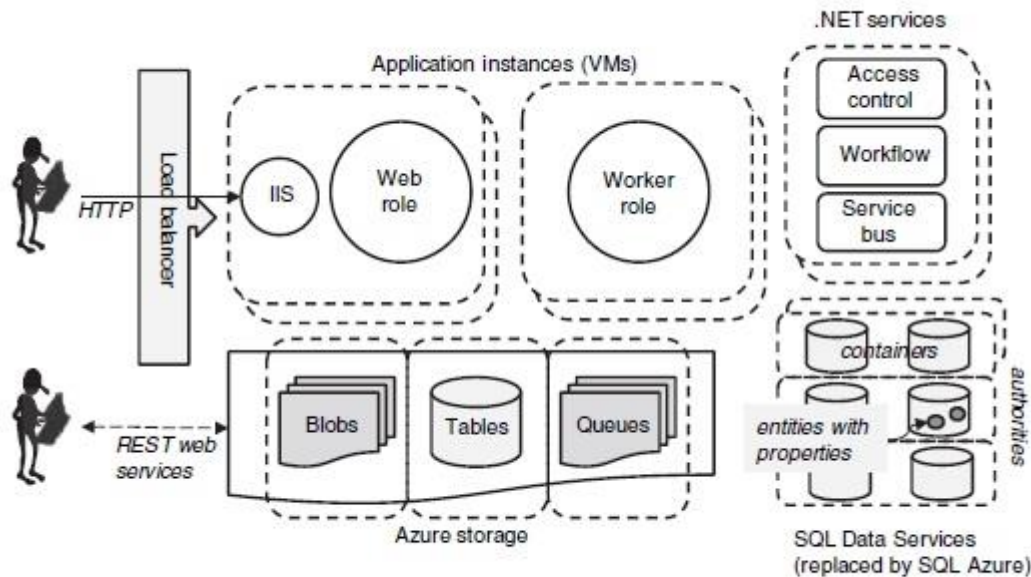 .NET services
Application instances (VMs)
Access
control
Workflow
Service
bus
Load balancer
HTTP
IIS
Web
role
Worker
role
containers
authorities
entities with
properties
REST web
services
Blobs
Tables
Queues
Azure storage
SQL Data Services
(replaced by SQL Azure)